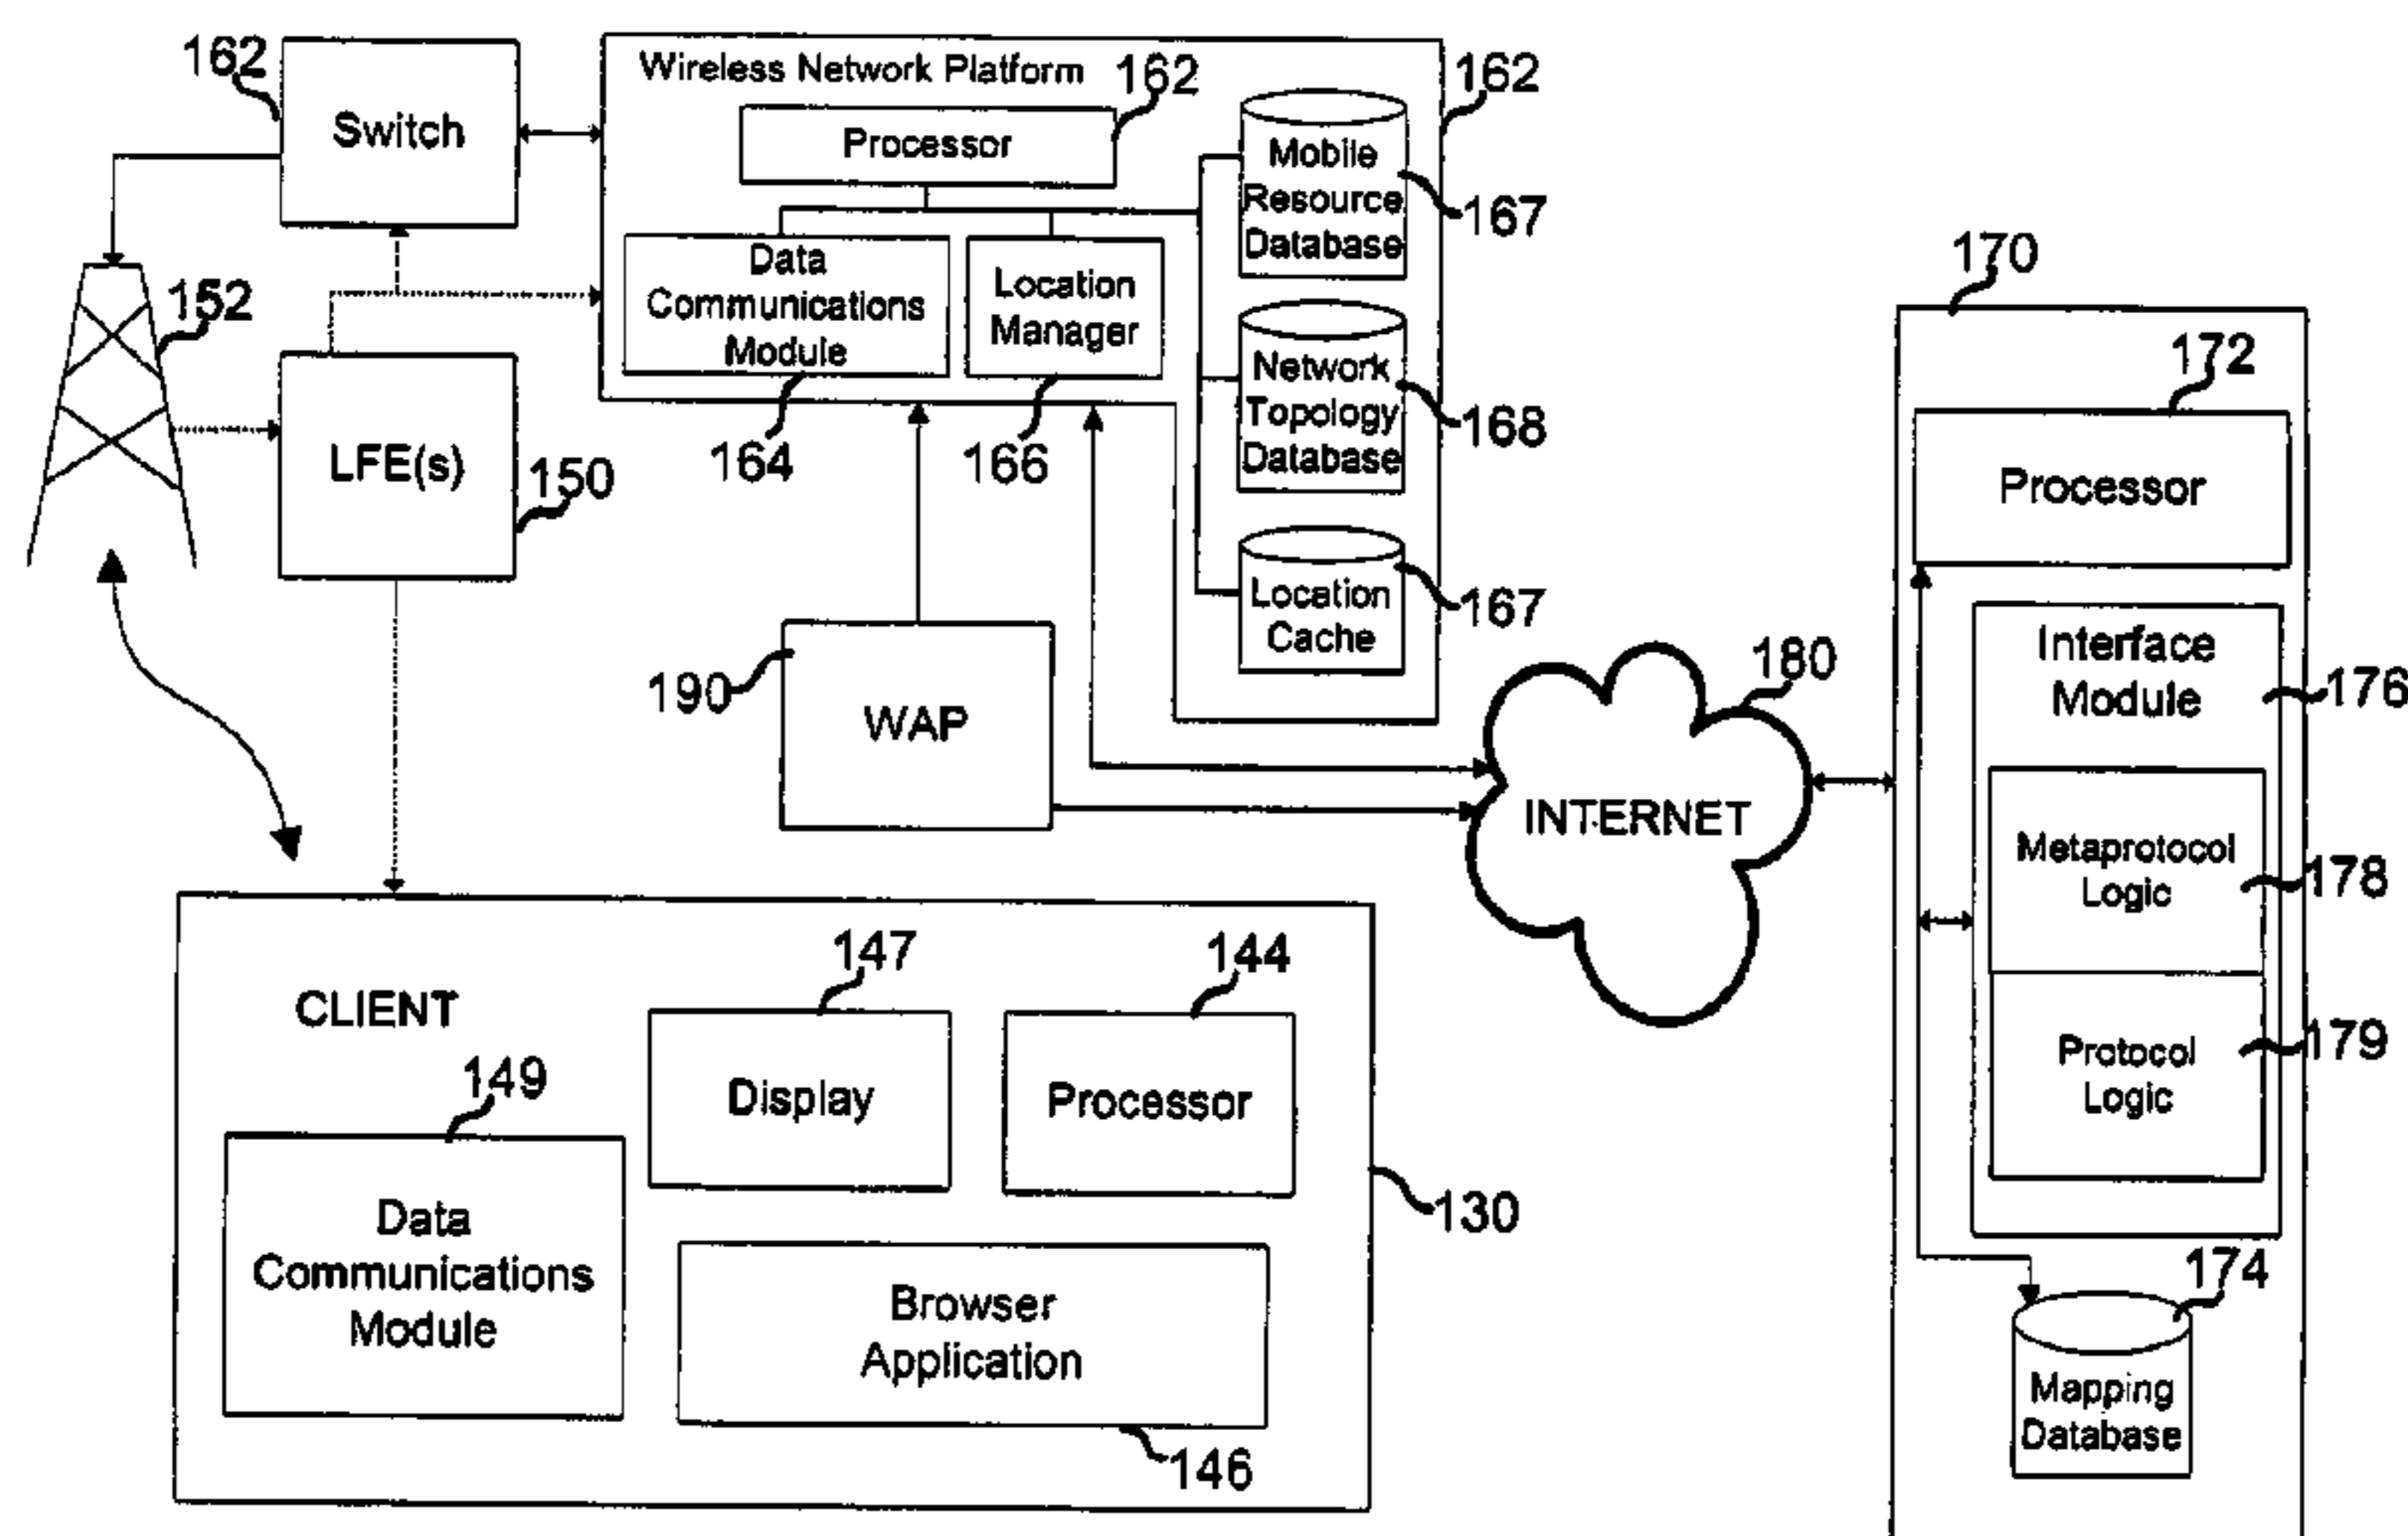 162
Switch
Wireless Network Platform
162
162
Processor
Mobile
Resource
Database
167
Data
Communications
Module
Location
Manager
164
166
Network
Topology
Database
168
Location
Cache
167
152
LFE(s)
150
190
WAP
180
INTERNET
170
172
Processor
Interface
Module
176
Metaprotocol
Logic
178
Protocol
Logic
179
174
Mapping
Database
CLIENT
147
Display
144
Processor
149
Data
Communications
Module
130
Browser
Application
146